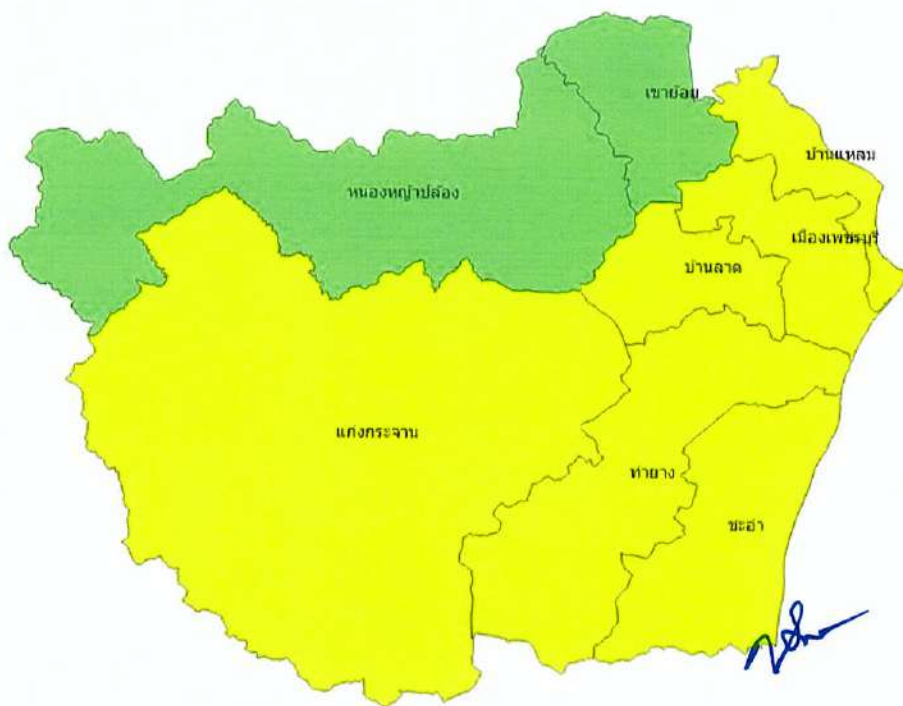 เขาย้อย
บ้านแหลม
หนองหญ้าปล้อง
เมืองเพชรบุรี
บ้านลาด
แก่งกระจาน
ท่ายาง
ชะอำ